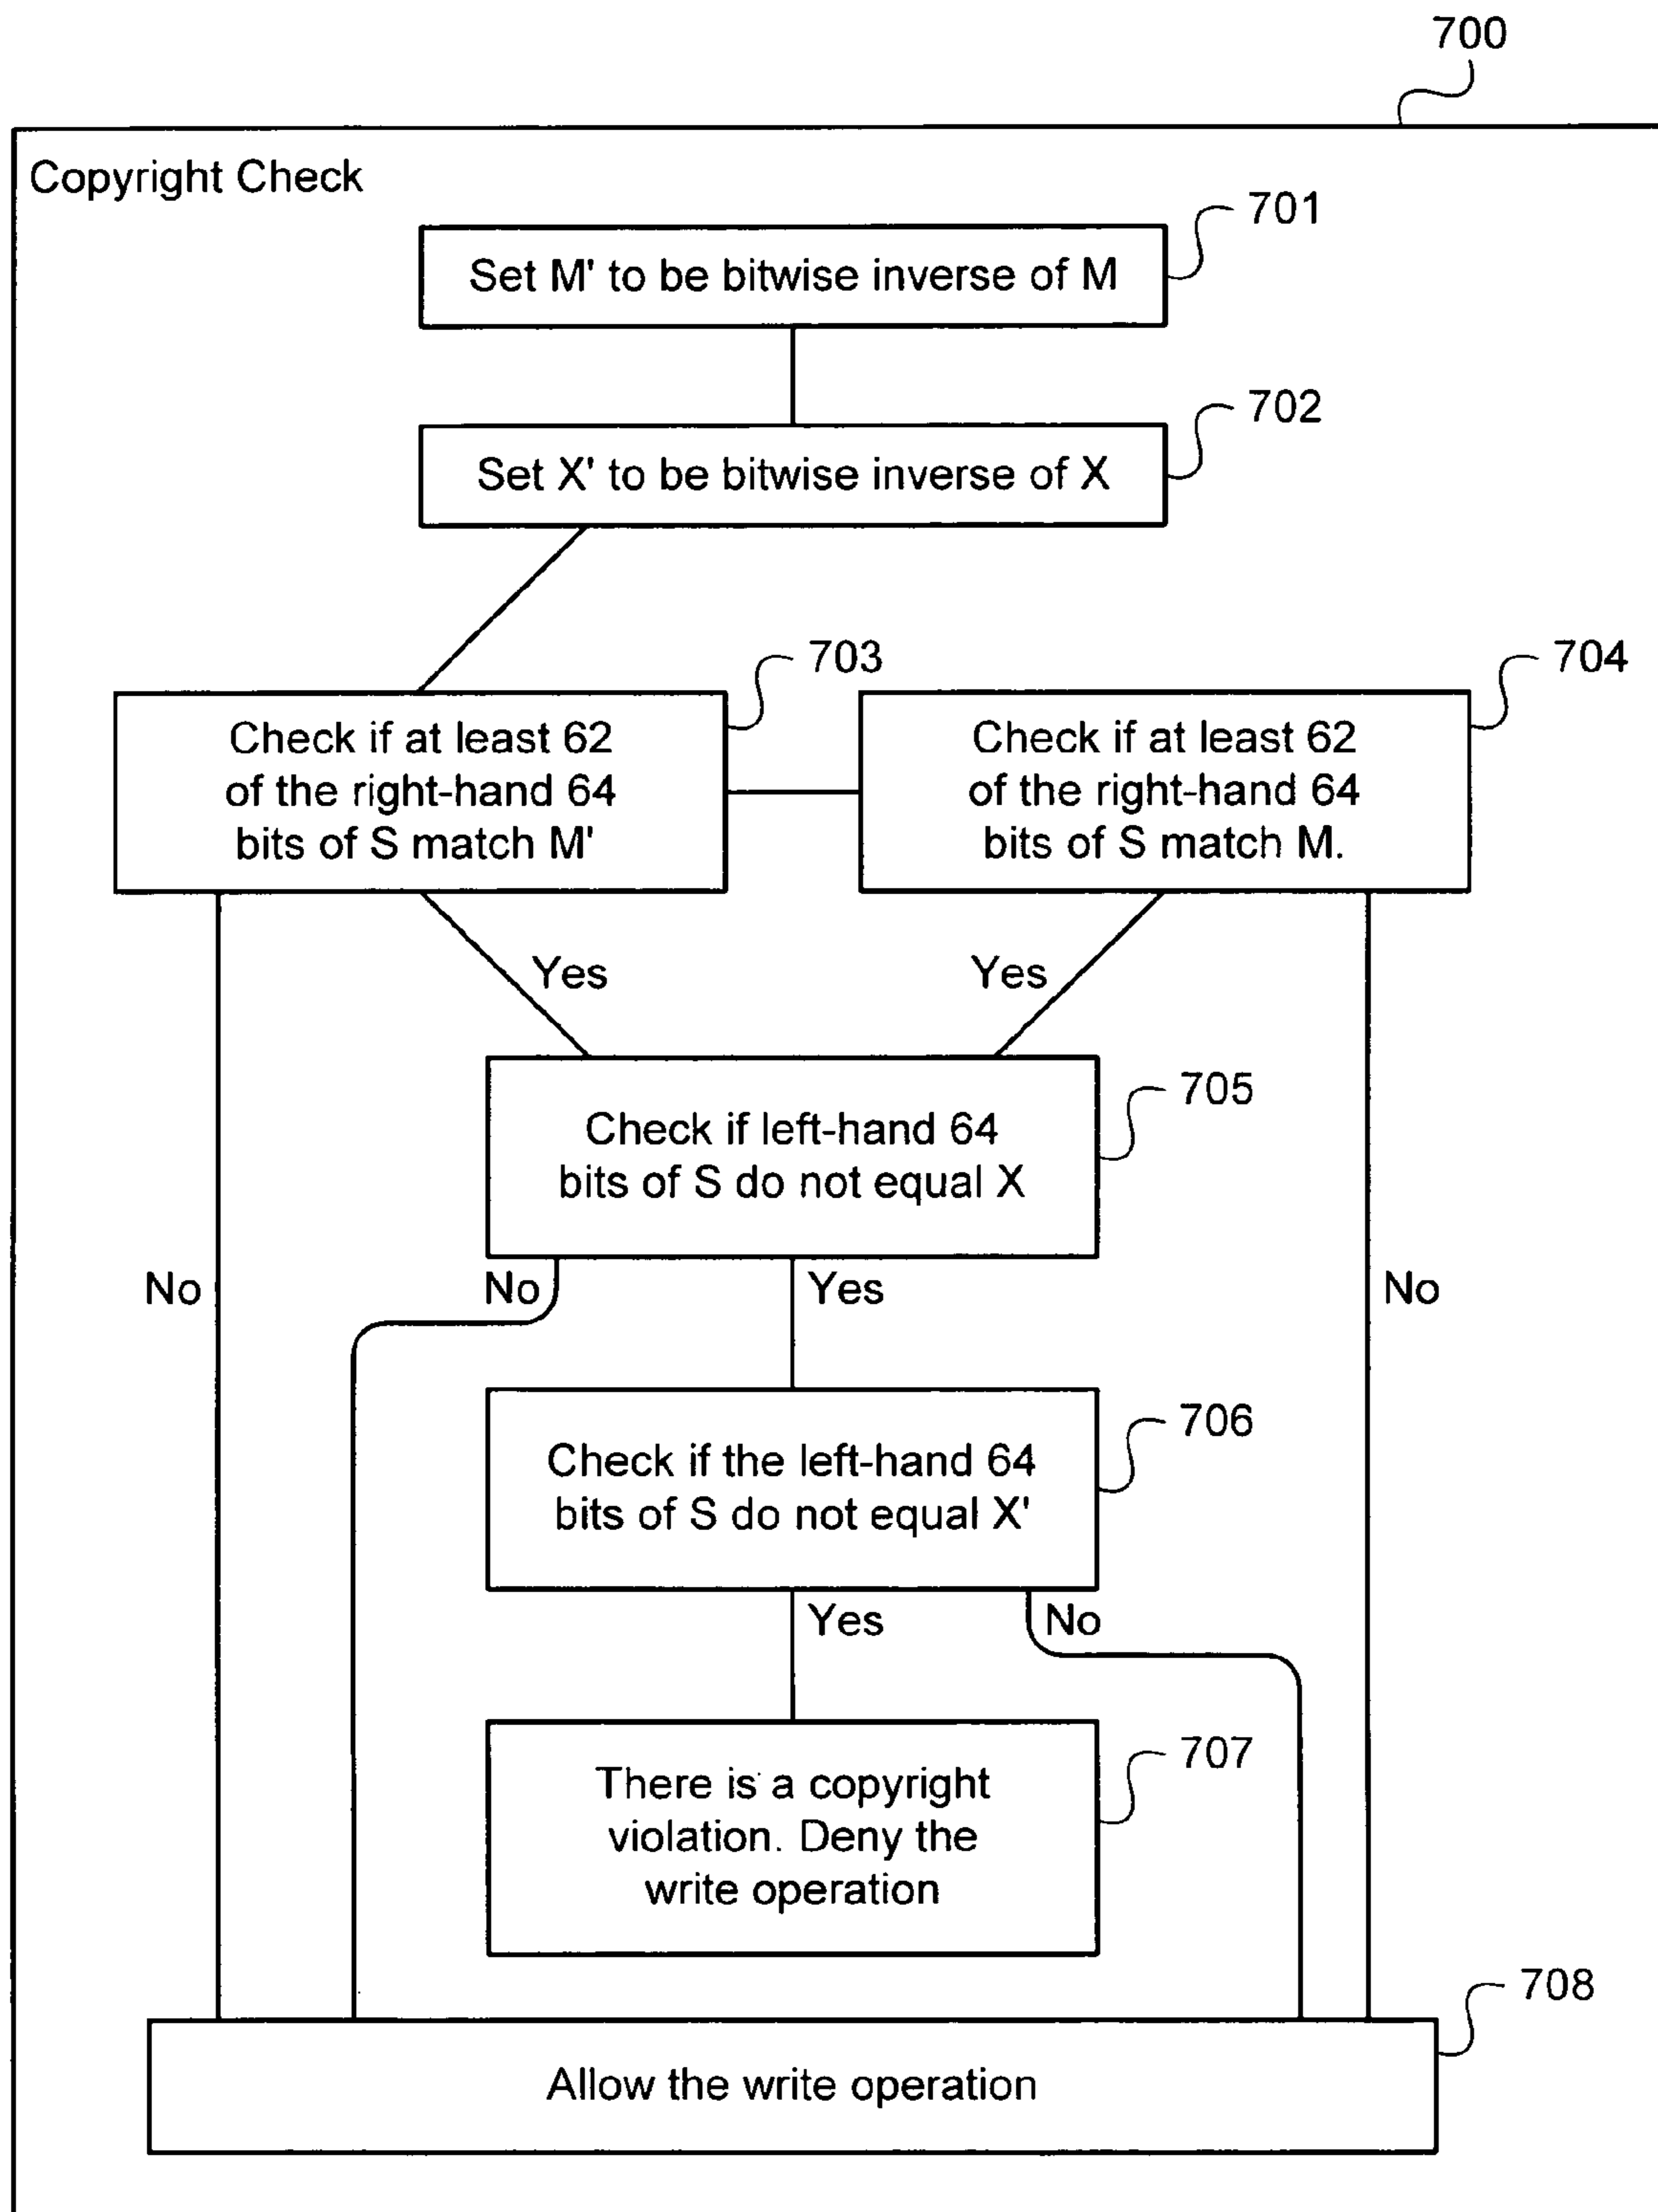 700
Copyright Check
701
Set M' to be bitwise inverse of M
702
Set X' to be bitwise inverse of X
703
704
Check if at least 62
of the right-hand 64
bits of S match M'
Check if at least 62
of the right-hand 64
bits of S match M.
Yes
Yes
705
Check if left-hand 64
bits of S do not equal X
No
No
Yes
No
706
Check if the left-hand 64
bits of S do not equal X'
Yes
No
707
There is a copyright
violation. Deny the
write operation
708
Allow the write operation